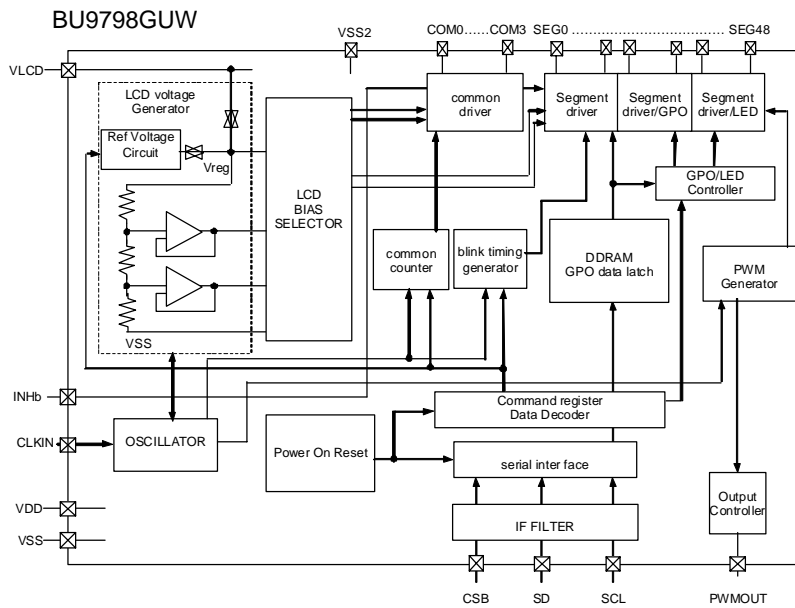 BU9798GUW
VSS2
COM0......COM3
SEG0 ........................................ SEG48
VLCD
LCD voltage
Generator
Ref Voltage
Circuit
Vreg
VSS
LCD
BIAS
SELECTOR
common
driver
Segment
driver
Segment
driver/GPO
Segment
driver/LED
GPO/LED
Controller
common
counter
blink timing
generator
DDRAM
GPO data latch
PWM
Generator
INHb
Command register
Data Decoder
CLKIN
OSCILLATOR
Power On Reset
serial inter face
VDD
VSS
IF FILTER
Output
Controller
CSB
SD
SCL
PWMOUT